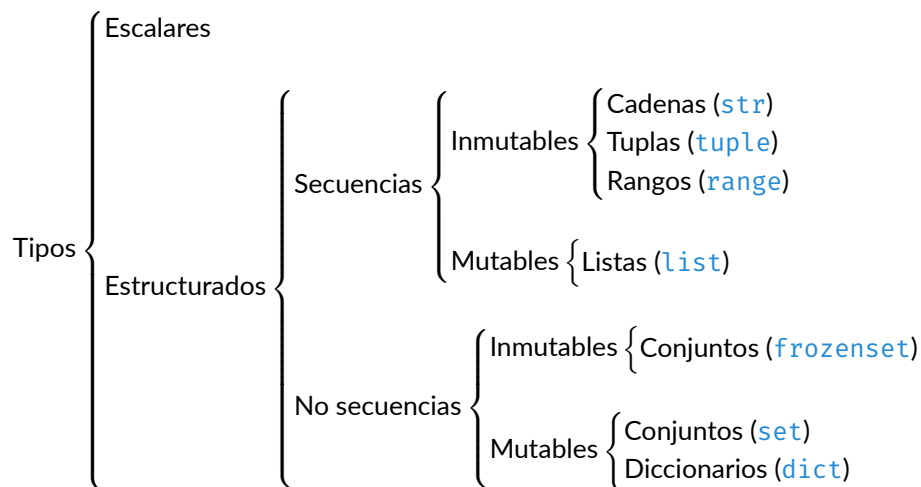 Escalares
Cadenas (str)
Inmutables
Tuplas (tuple)
Secuencias
Rangos (range)
Tipos
Mutables
Listas (list)
Estructurados
Inmutables
Conjuntos (frozenset)
No secuencias
Conjuntos (set)
Mutables
Diccionarios (dict)